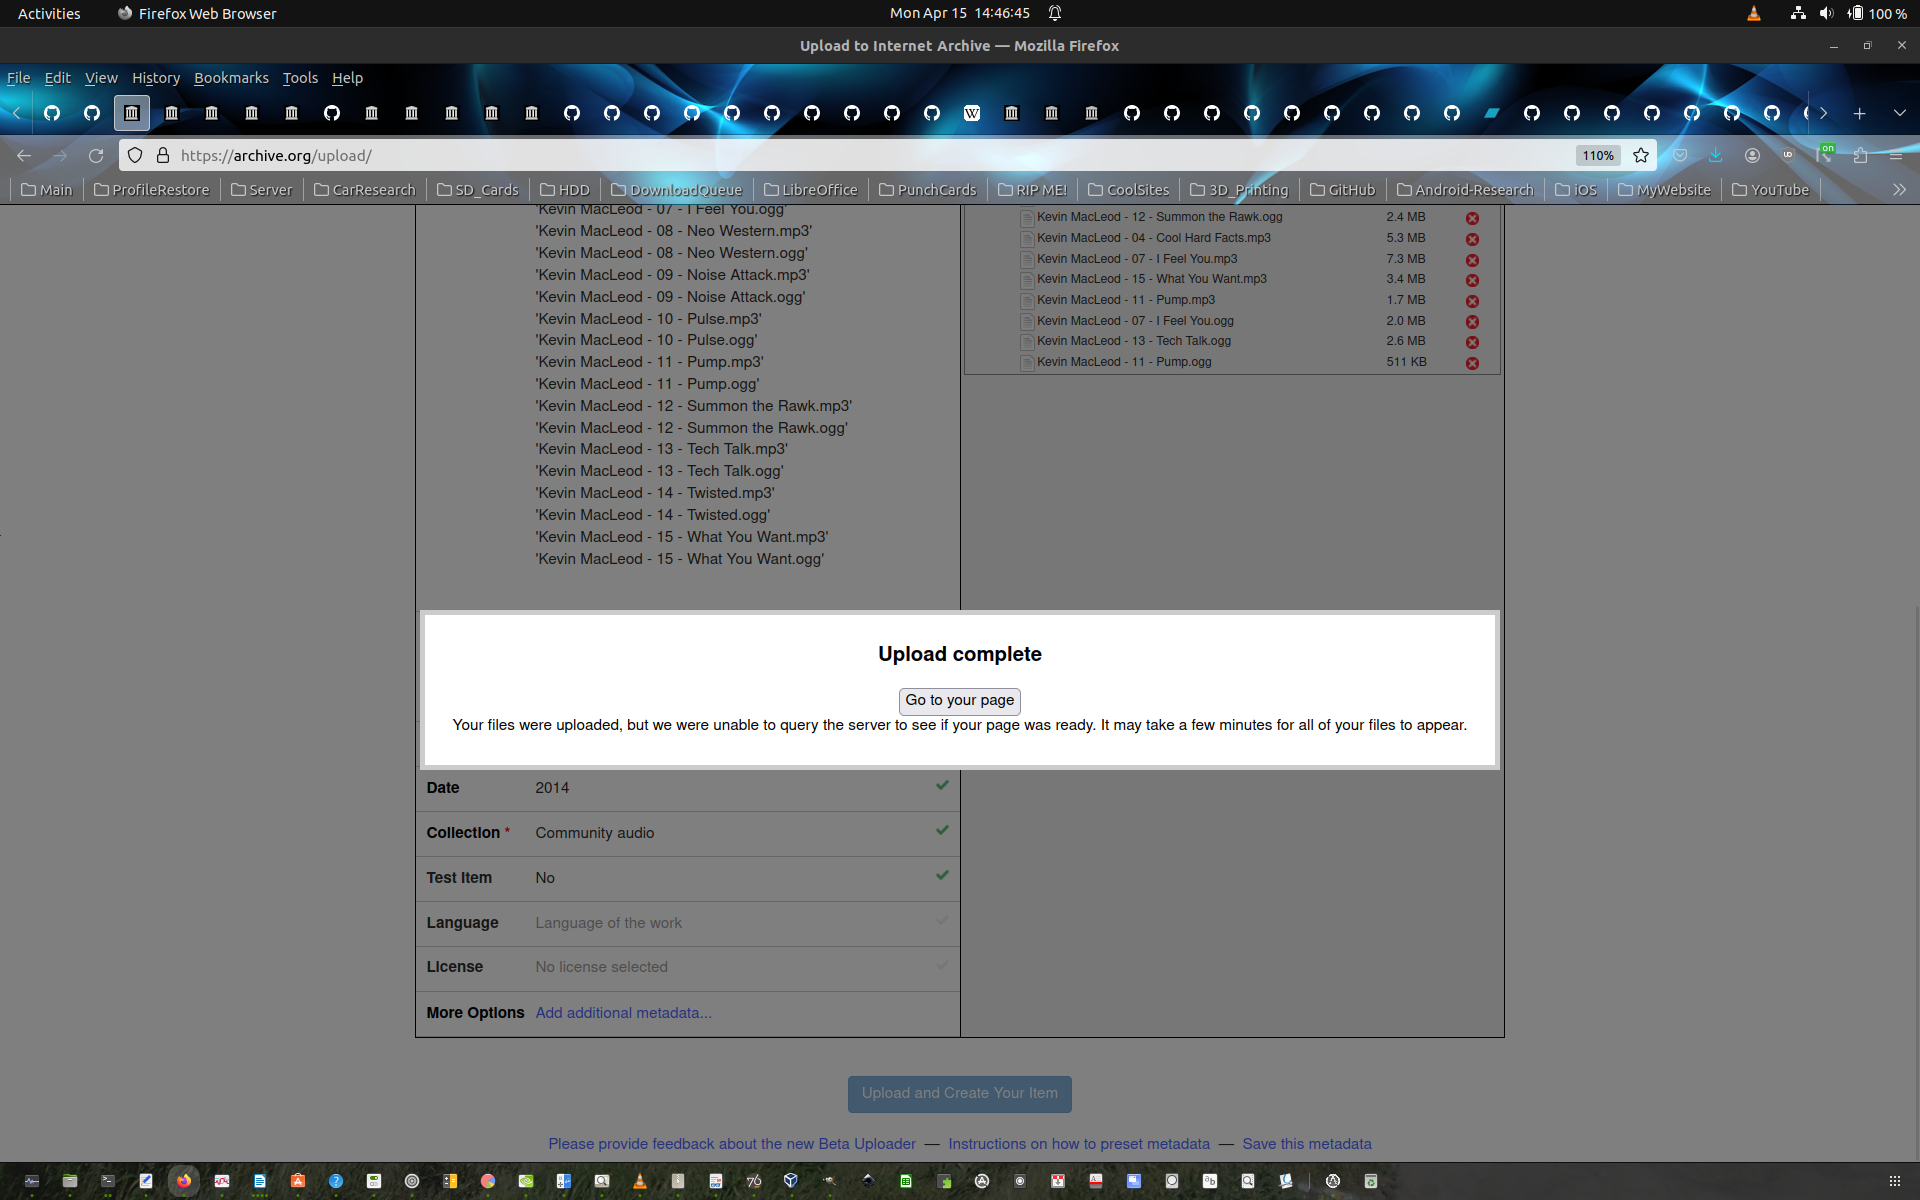 Activities
Firefox Web Browser
Mon Apr 15 14:46:45
100 %
Upload to Internet Archive — Mozilla Firefox
File Edit View History Bookmarks Tools Help
https://archive.org/upload/
110%
on
Main ProfileRestore Server CarResearch SD_Cards HDD DownloadQueue LibreOffice PunchCards RIP ME! CoolSites 3D_Printing GitHub Android-Research iOS MyWebsite YouTube
'Kevin MacLeod - 07 - I Feel You.ogg'
'Kevin MacLeod - 08 - Neo Western.mp3'
'Kevin MacLeod - 08 - Neo Western.ogg'
'Kevin MacLeod - 09 - Noise Attack.mp3'
'Kevin MacLeod - 09 - Noise Attack.ogg'
'Kevin MacLeod - 10 - Pulse.mp3'
'Kevin MacLeod - 10 - Pulse.ogg'
'Kevin MacLeod - 11 - Pump.mp3'
'Kevin MacLeod - 11 - Pump.ogg'
'Kevin MacLeod - 12 - Summon the Rawk.mp3'
'Kevin MacLeod - 12 - Summon the Rawk.ogg'
'Kevin MacLeod - 13 - Tech Talk.mp3'
'Kevin MacLeod - 13 - Tech Talk.ogg'
'Kevin MacLeod - 14 - Twisted.mp3'
'Kevin MacLeod - 14 - Twisted.ogg'
'Kevin MacLeod - 15 - What You Want.mp3'
'Kevin MacLeod - 15 - What You Want.ogg'
Kevin MacLeod - 12 - Summon the Rawk.ogg 2.4 MB
Kevin MacLeod - 04 - Cool Hard Facts.mp3 5.3 MB
Kevin MacLeod - 07 - I Feel You.mp3 7.3 MB
Kevin MacLeod - 15 - What You Want.mp3 3.4 MB
Kevin MacLeod - 11 - Pump.mp3 1.7 MB
Kevin MacLeod - 07 - I Feel You.ogg 2.0 MB
Kevin MacLeod - 13 - Tech Talk.ogg 2.6 MB
Kevin MacLeod - 11 - Pump.ogg 511 KB
Upload complete
Go to your page
Your files were uploaded, but we were unable to query the server to see if your page was ready. It may take a few minutes for all of your files to appear.
Date 2014
Collection * Community audio
Test Item No
Language Language of the work
License No license selected
More Options Add additional metadata...
Upload and Create Your Item
Please provide feedback about the new Beta Uploader — Instructions on how to preset metadata — Save this metadata